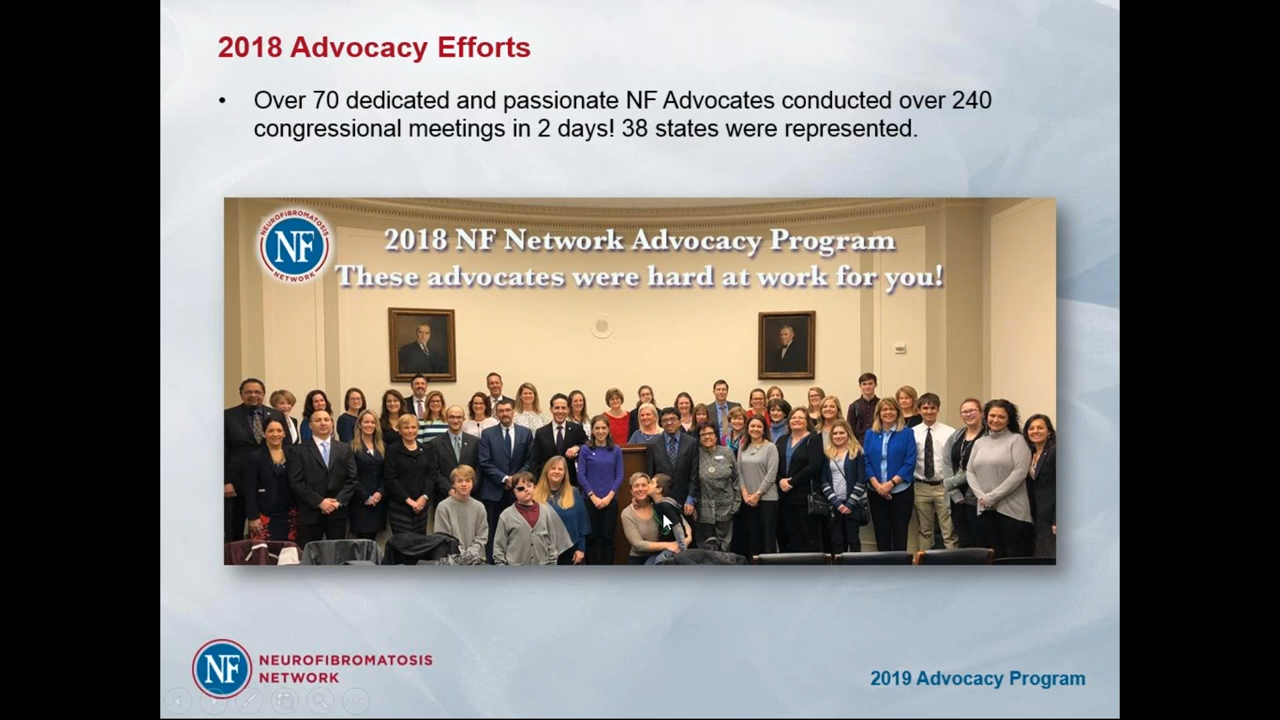 2018 Advocacy Efforts
• Over 70 dedicated and passionate NF Advocates conducted over 240
congressional meetings in 2 days! 38 states were represented.
NEUROFIBROMATOSIS
NF
NETWORK
2018 NF Network Advocacy Program
These advocates were hard at work for you!
NF
NEUROFIBROMATOSIS
NETWORK
2019 Advocacy Program